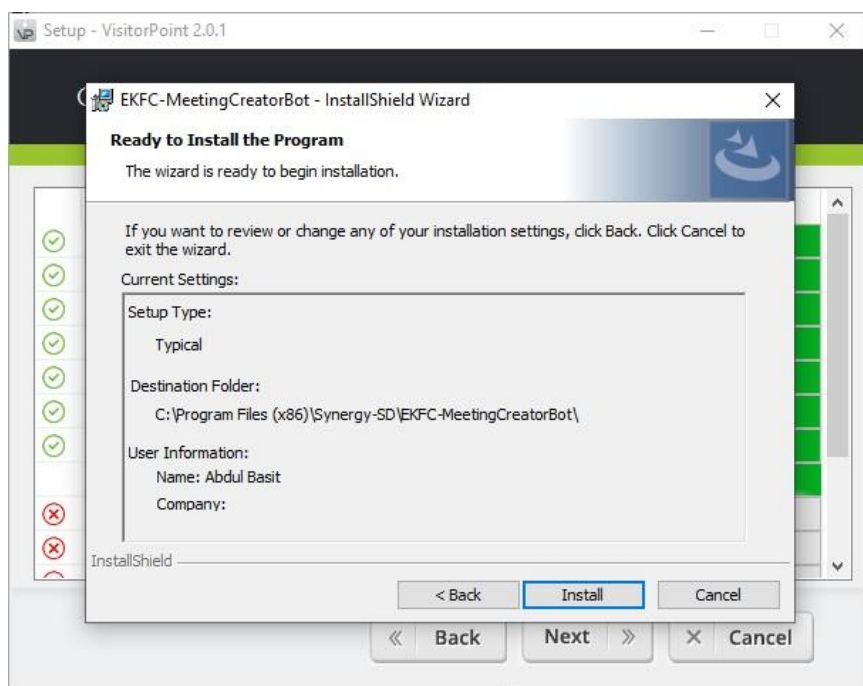 Setup - VisitorPoint 2.0.1
EKFC-MeetingCreatorBot - InstallShield Wizard
Ready to Install the Program
The wizard is ready to begin installation.
If you want to review or change any of your installation settings, click Back. Click Cancel to
exit the wizard.
Current Settings:
Setup Type:
Typical
Destination Folder:
C:\Program Files (x86)\Synergy-SD\EKFC-MeetingCreatorBot\
User Information:
Name: Abdul Basit
Company:
InstallShield
< Back Install Cancel
Back Next Cancel